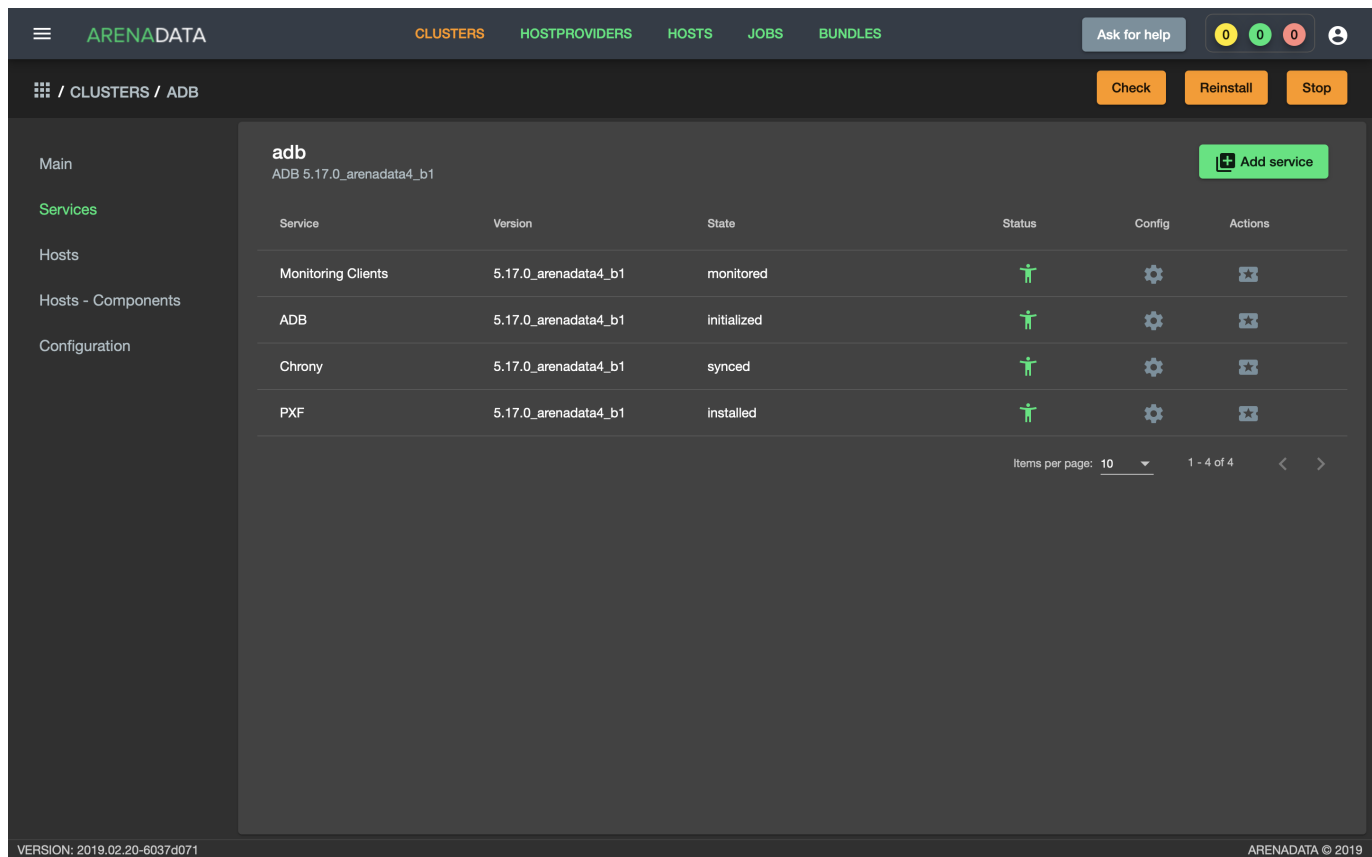 ARENADATA CLUSTERS HOSTPROVIDERS HOSTS JOBS BUNDLES Ask for help 0 0 0
/ CLUSTERS / ADB Check Reinstall Stop
Main
Services
Hosts
Hosts - Components
Configuration
adb
ADB 5.17.0_arenadata4_b1
Add service
Service Version State Status Config Actions
Monitoring Clients 5.17.0_arenadata4_b1 monitored
ADB 5.17.0_arenadata4_b1 initialized
Chrony 5.17.0_arenadata4_b1 synced
PXF 5.17.0_arenadata4_b1 installed
Items per page: 10 1 - 4 of 4
VERSION: 2019.02.20-6037d071 ARENADATA © 2019